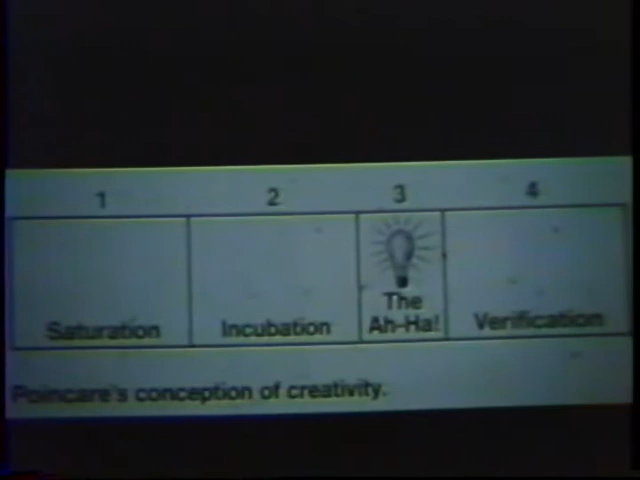 1 2 3 4
Saturation Incubation The Ah-Ha! Verification
Poincare's conception of creativity.